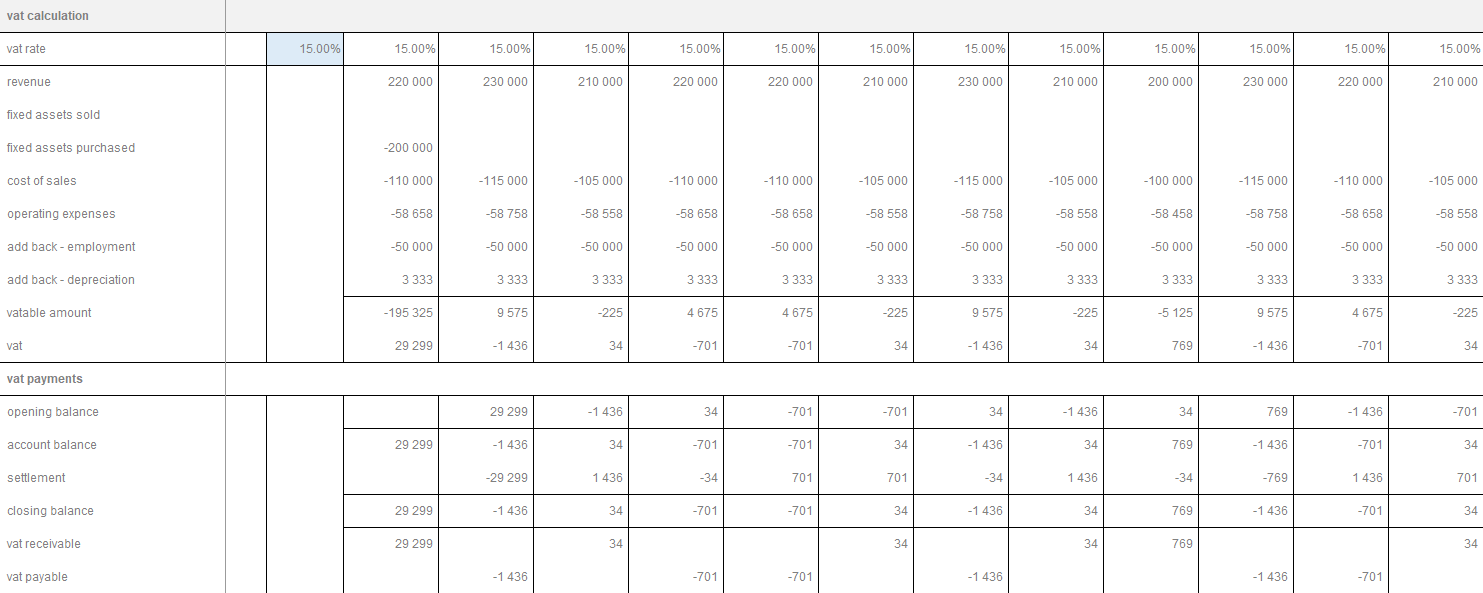 vat calculation
vat rate 15.00% 15.00% 15.00% 15.00% 15.00% 15.00% 15.00% 15.00% 15.00% 15.00% 15.00% 15.00% 15.00%
revenue 220 000 230 000 210 000 220 000 220 000 210 000 230 000 210 000 200 000 230 000 220 000 210 000
fixed assets sold
fixed assets purchased -200 000
cost of sales -110 000 -115 000 -105 000 -110 000 -110 000 -105 000 -115 000 -105 000 -100 000 -115 000 -110 000 -105 000
operating expenses -58 658 -58 758 -58 558 -58 658 -58 658 -58 558 -58 758 -58 558 -58 458 -58 758 -58 658 -58 558
add back - employment -50 000 -50 000 -50 000 -50 000 -50 000 -50 000 -50 000 -50 000 -50 000 -50 000 -50 000 -50 000
add back - depreciation 3 333 3 333 3 333 3 333 3 333 3 333 3 333 3 333 3 333 3 333 3 333 3 333
vatable amount -195 325 9 575 -225 4 675 4 675 -225 9 575 -225 -5 125 9 575 4 675 -225
vat 29 299 -1 436 34 -701 -701 34 -1 436 34 769 -1 436 -701 34
vat payments
opening balance 29 299 -1 436 34 -701 -701 34 -1 436 34 769 -1 436 -701
account balance 29 299 -1 436 34 -701 -701 34 -1 436 34 769 -1 436 -701 34
settlement -29 299 1 436 -34 701 701 -34 1 436 -34 -769 1 436 701
closing balance 29 299 -1 436 34 -701 -701 34 -1 436 34 769 -1 436 -701 34
vat receivable 29 299 34 34 34 769 34
vat payable -1 436 -701 -701 -1 436 -1 436 -701